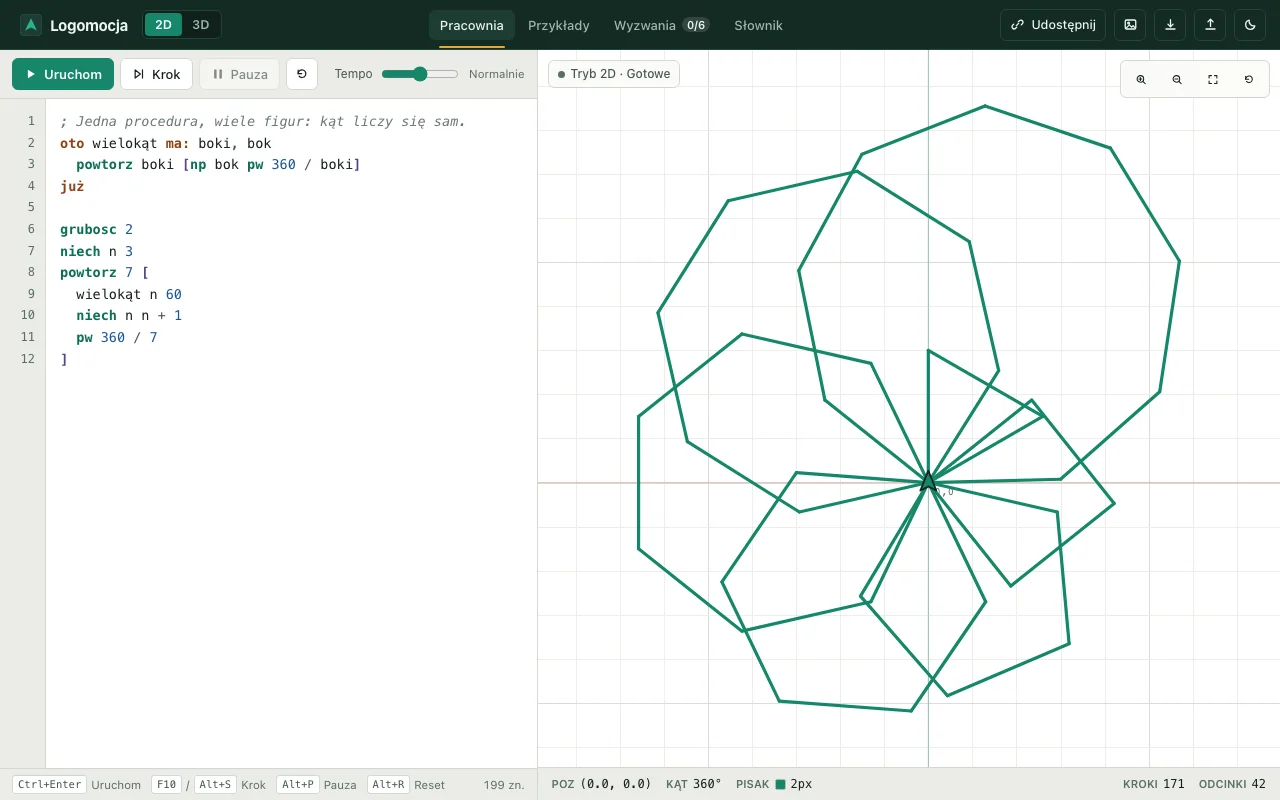 Logomocja 2D 3D Pracownia Przykłady Wyzwania 0/6 Słownik Udostępnij
Uruchom Krok Pauza Tempo Normalnie
1 ; Jedna procedura, wiele figur: kąt liczy się sam.
2 oto wielokąt ma: boki, bok
3 powtorz boki [np bok pw 360 / boki]
4 już
5
6 grubosc 2
7 niech n 3
8 powtorz 7 [
9 wielokąt n 60
10 niech n n + 1
11 pw 360 / 7
12 ]
Tryb 2D · Gotowe
Ctrl+Enter Uruchom F10 / Alt+S Krok Alt+P Pauza Alt+R Reset 199 zn.
POZ (0.0, 0.0) KĄT 360° PISAK 2px KROKI 171 ODCINKI 42